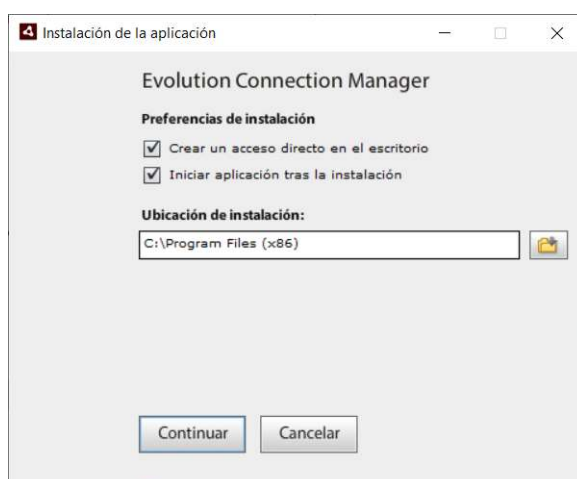 Instalación de la aplicación
Evolution Connection Manager
Preferencias de instalación
Crear un acceso directo en el escritorio
Iniciar aplicación tras la instalación
Ubicación de instalación:
C:\Program Files (x86)
Continuar
Cancelar